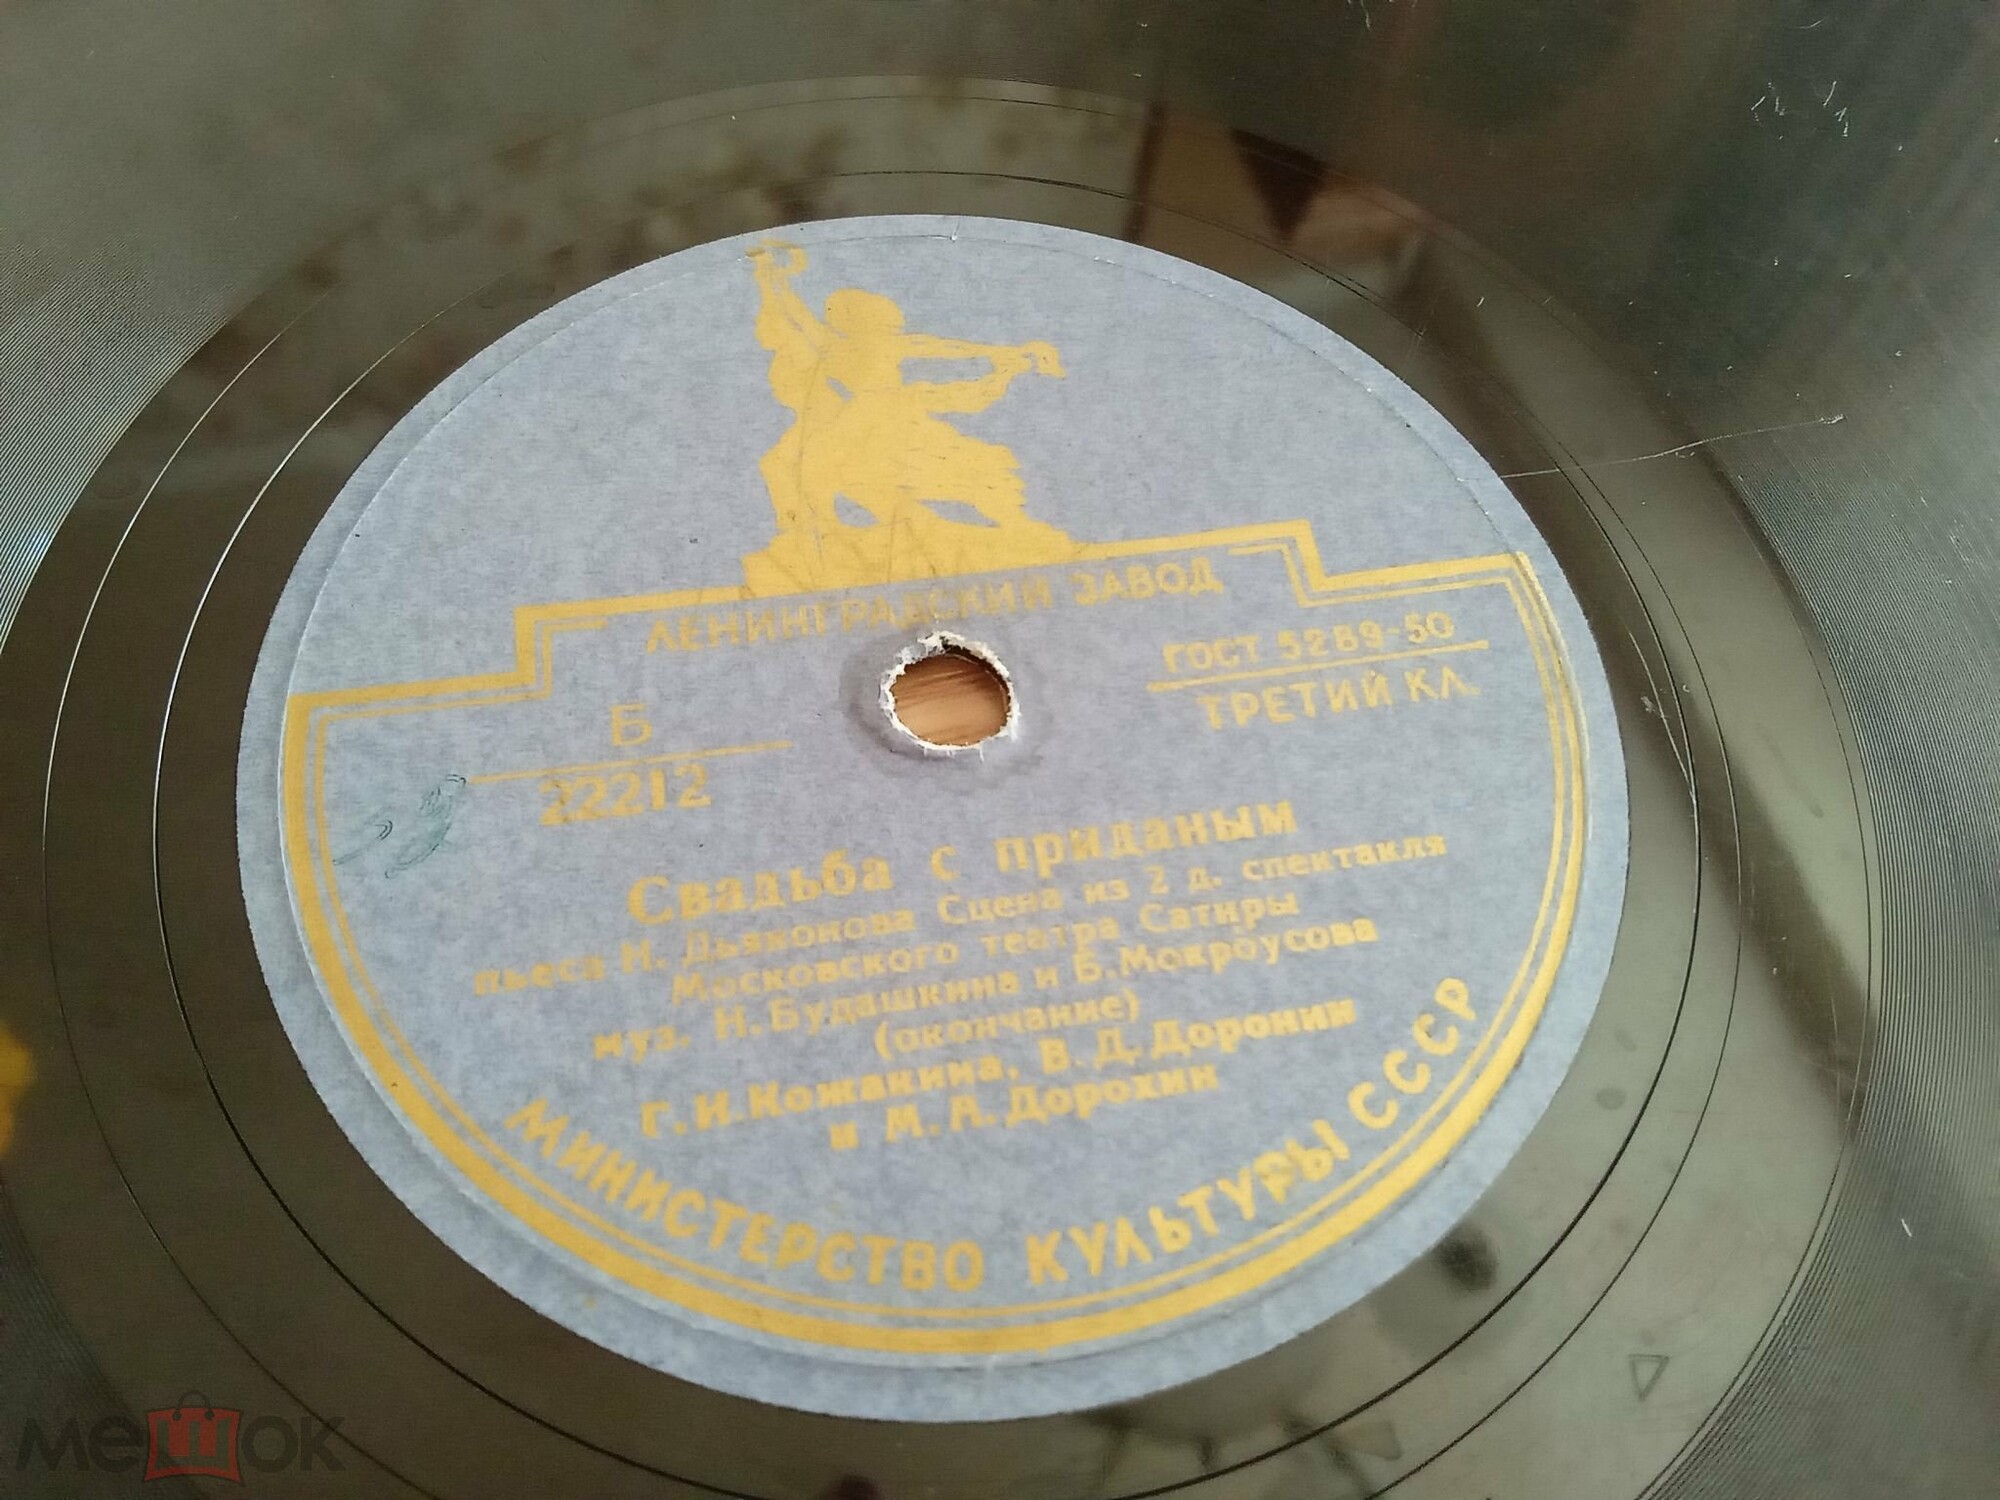 ЛЕНИНГРАДСКИЙ ЗАВОД
ГОСТ 5289-50
ТРЕТИЙ КЛ.
Б
22212
Свадьба с приданым
пьеса Н. Дьяконова Сцена из 2 д. спектакля
Московского театра Сатиры
муз. Н. Будашкина и Б. Мокроусова
(окончание)
Г. И. Кожакина, В. Д. Доронин
и М. А. Дорохин
МИНИСТЕРСТВО КУЛЬТУРЫ СССР
мешок